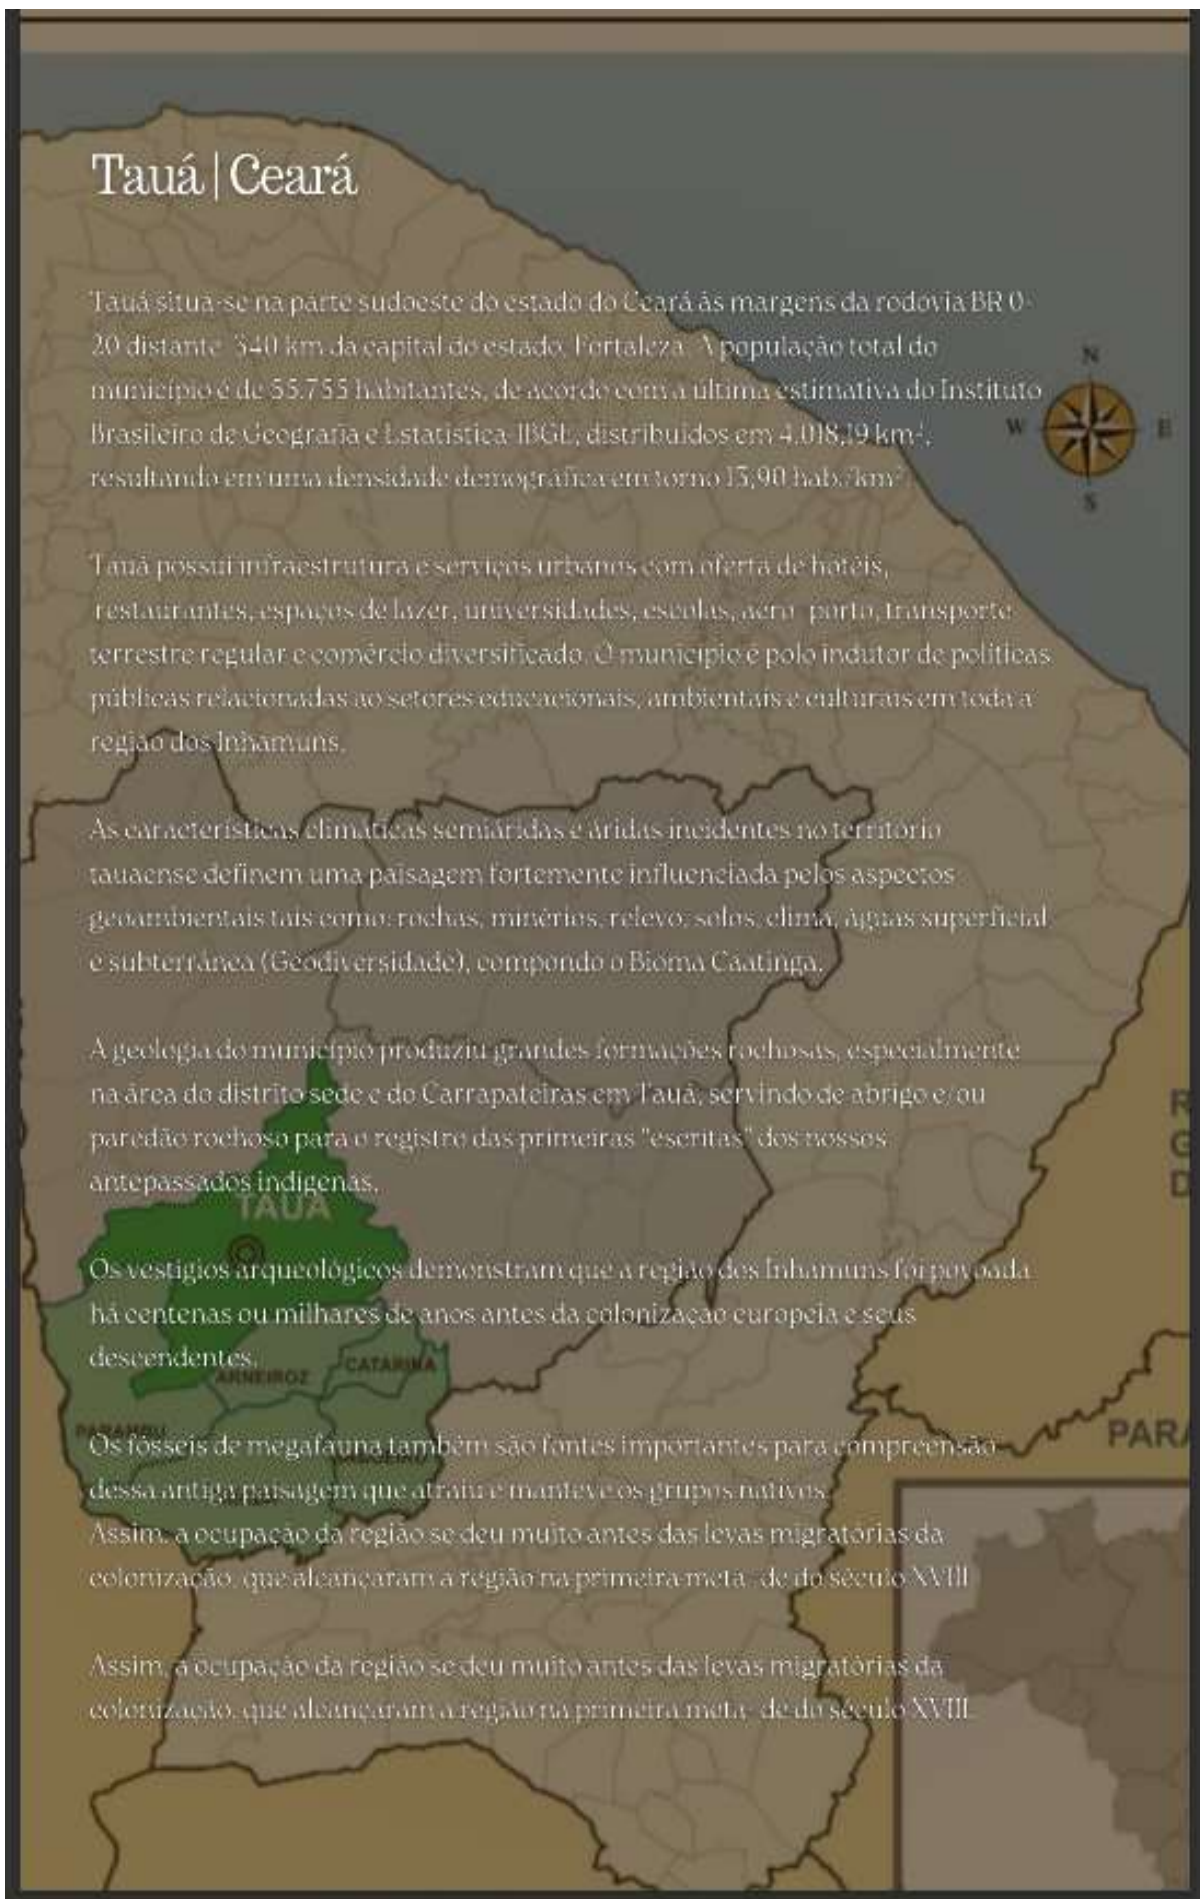 Tauá | Ceará
Tauá situa-se na parte sudoeste do estado do Ceará às margens da rodovia BR 0-
20 distante 340 km da capital do estado, Fortaleza. A população total do
município é de 55.755 habitantes, de acordo com a última estimativa do Instituto
Brasileiro de Geografia e Estatística IBGE, distribuídos em 4.018,19 km²,
resultando em uma densidade demográfica em torno 13,90 hab./km²
Tauá possui infraestrutura e serviços urbanos com oferta de hotéis,
restaurantes, espaços de lazer, universidades, escolas, aero- porto, transporte
terrestre regular e comércio diversificado. O município é polo indutor de políticas
públicas relacionadas ao setores educacionais, ambientais e culturais em toda a
região dos Inhamuns.
As características climáticas semiáridas e áridas incidentes no território
tauaense definem uma paisagem fortemente influenciada pelos aspectos
geoambientais tais como: rochas, minérios, relevo, solos, clima, águas superficial
e subterrânea (Geodiversidade), compondo o Bioma Caatinga.
A geologia do município produziu grandes formações rochosas, especialmente
na área do distrito sede e do Carrapateiras em Tauá, servindo de abrigo e/ou
paredão rochoso para o registro das primeiras "escritas" dos nossos
antepassados indígenas.
Os vestígios arqueológicos demonstram que a região dos Inhamuns foi povoada
há centenas ou milhares de anos antes da colonização europeia e seus
descendentes.
Os fósseis de megafauna também são fontes importantes para compreensão
dessa antiga paisagem que atraiu e manteve os grupos nativos.
Assim, a ocupação da região se deu muito antes das levas migratórias da
colonização, que alcançaram a região na primeira meta- de do século XVIII
Assim, a ocupação da região se deu muito antes das levas migratórias da
colonização, que alcançaram a região na primeira meta- de do século XVIII.
N
W
E
S
TAUÁ
ARNEIROZ
CATARINA
PARAMBU
R
G
D
PARA